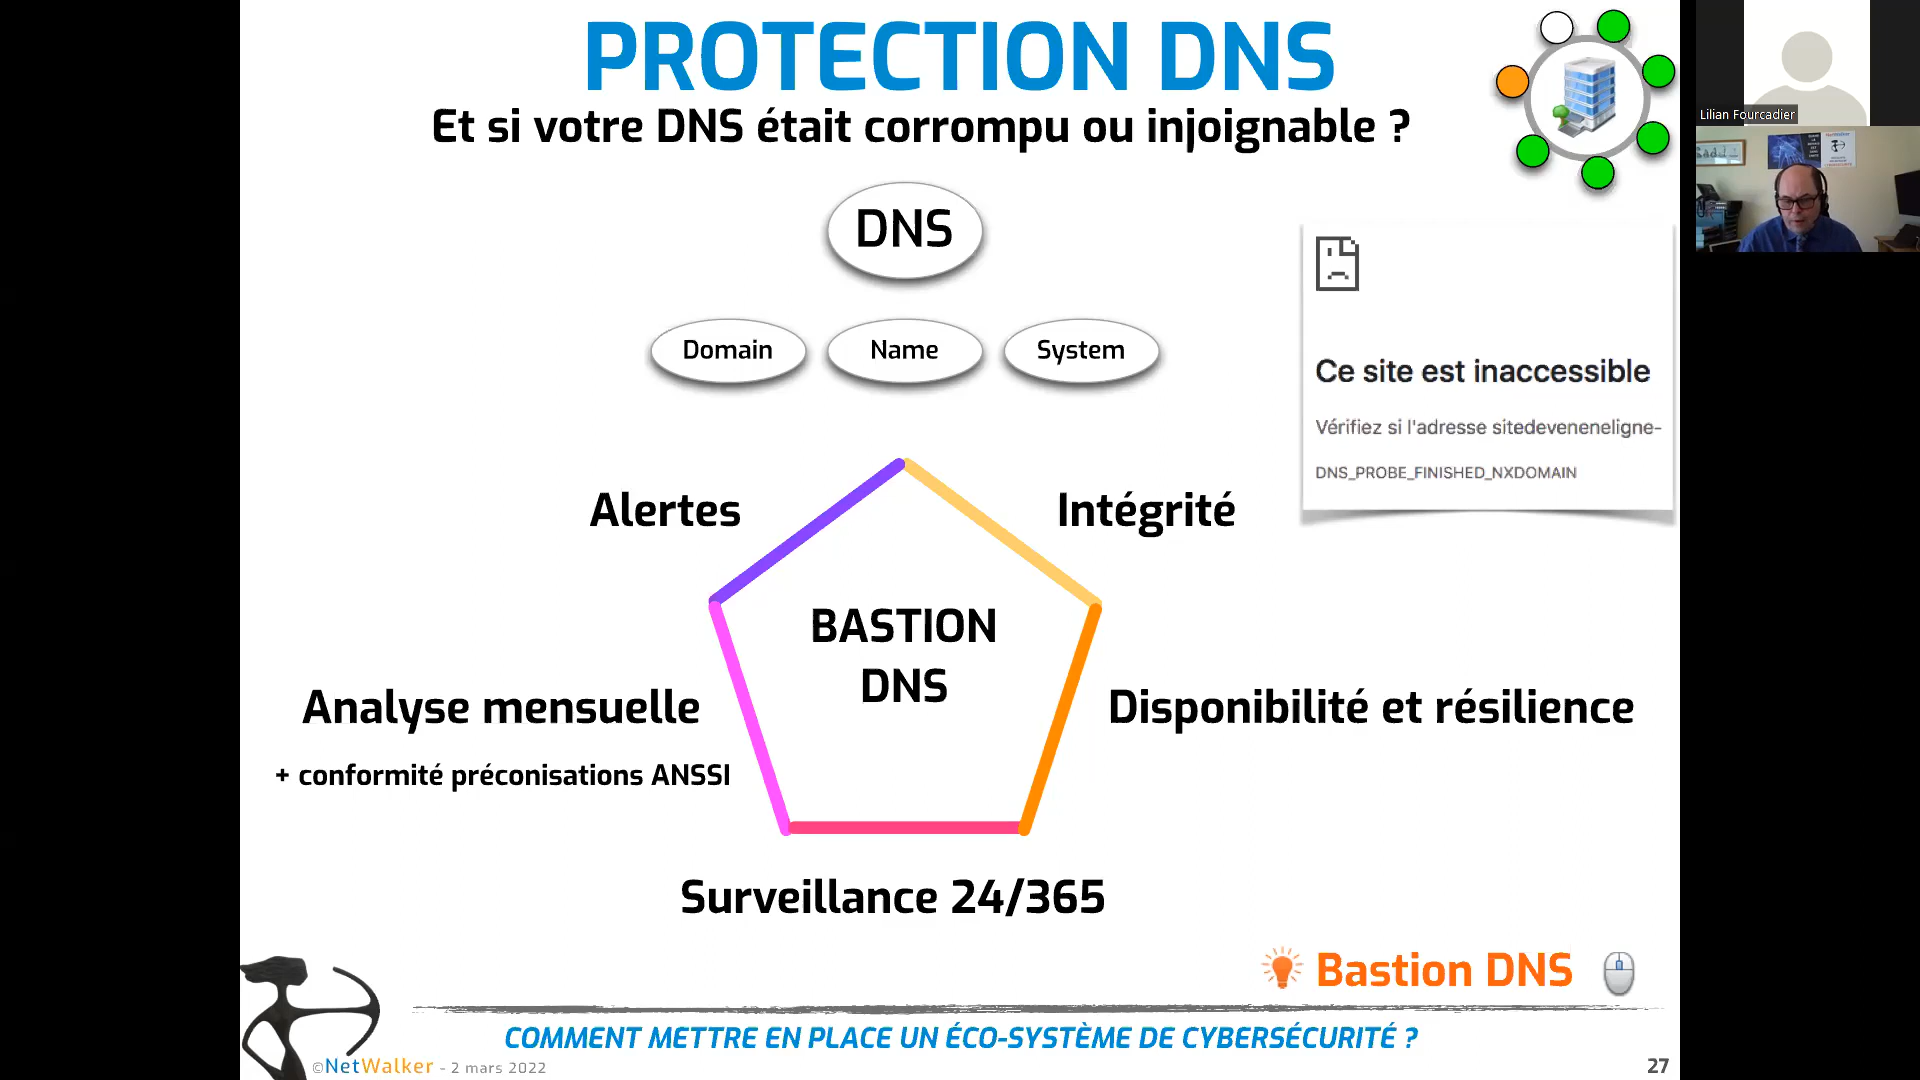 PROTECTION DNS
Et si votre DNS était corrompu ou injoignable ?
Lilian Fourcadier
DNS
Domain
Name
System
Ce site est inaccessible
Vérifiez si l'adresse sitedeveneneligne-
DNS_PROBE_FINISHED_NXDOMAIN
Alertes
Intégrité
BASTION
DNS
Analyse mensuelle
+ conformité préconisations ANSSI
Disponibilité et résilience
Surveillance 24/365
Bastion DNS
COMMENT METTRE EN PLACE UN ÉCO-SYSTÈME DE CYBERSÉCURITÉ ?
©NetWalker - 2 mars 2022
27